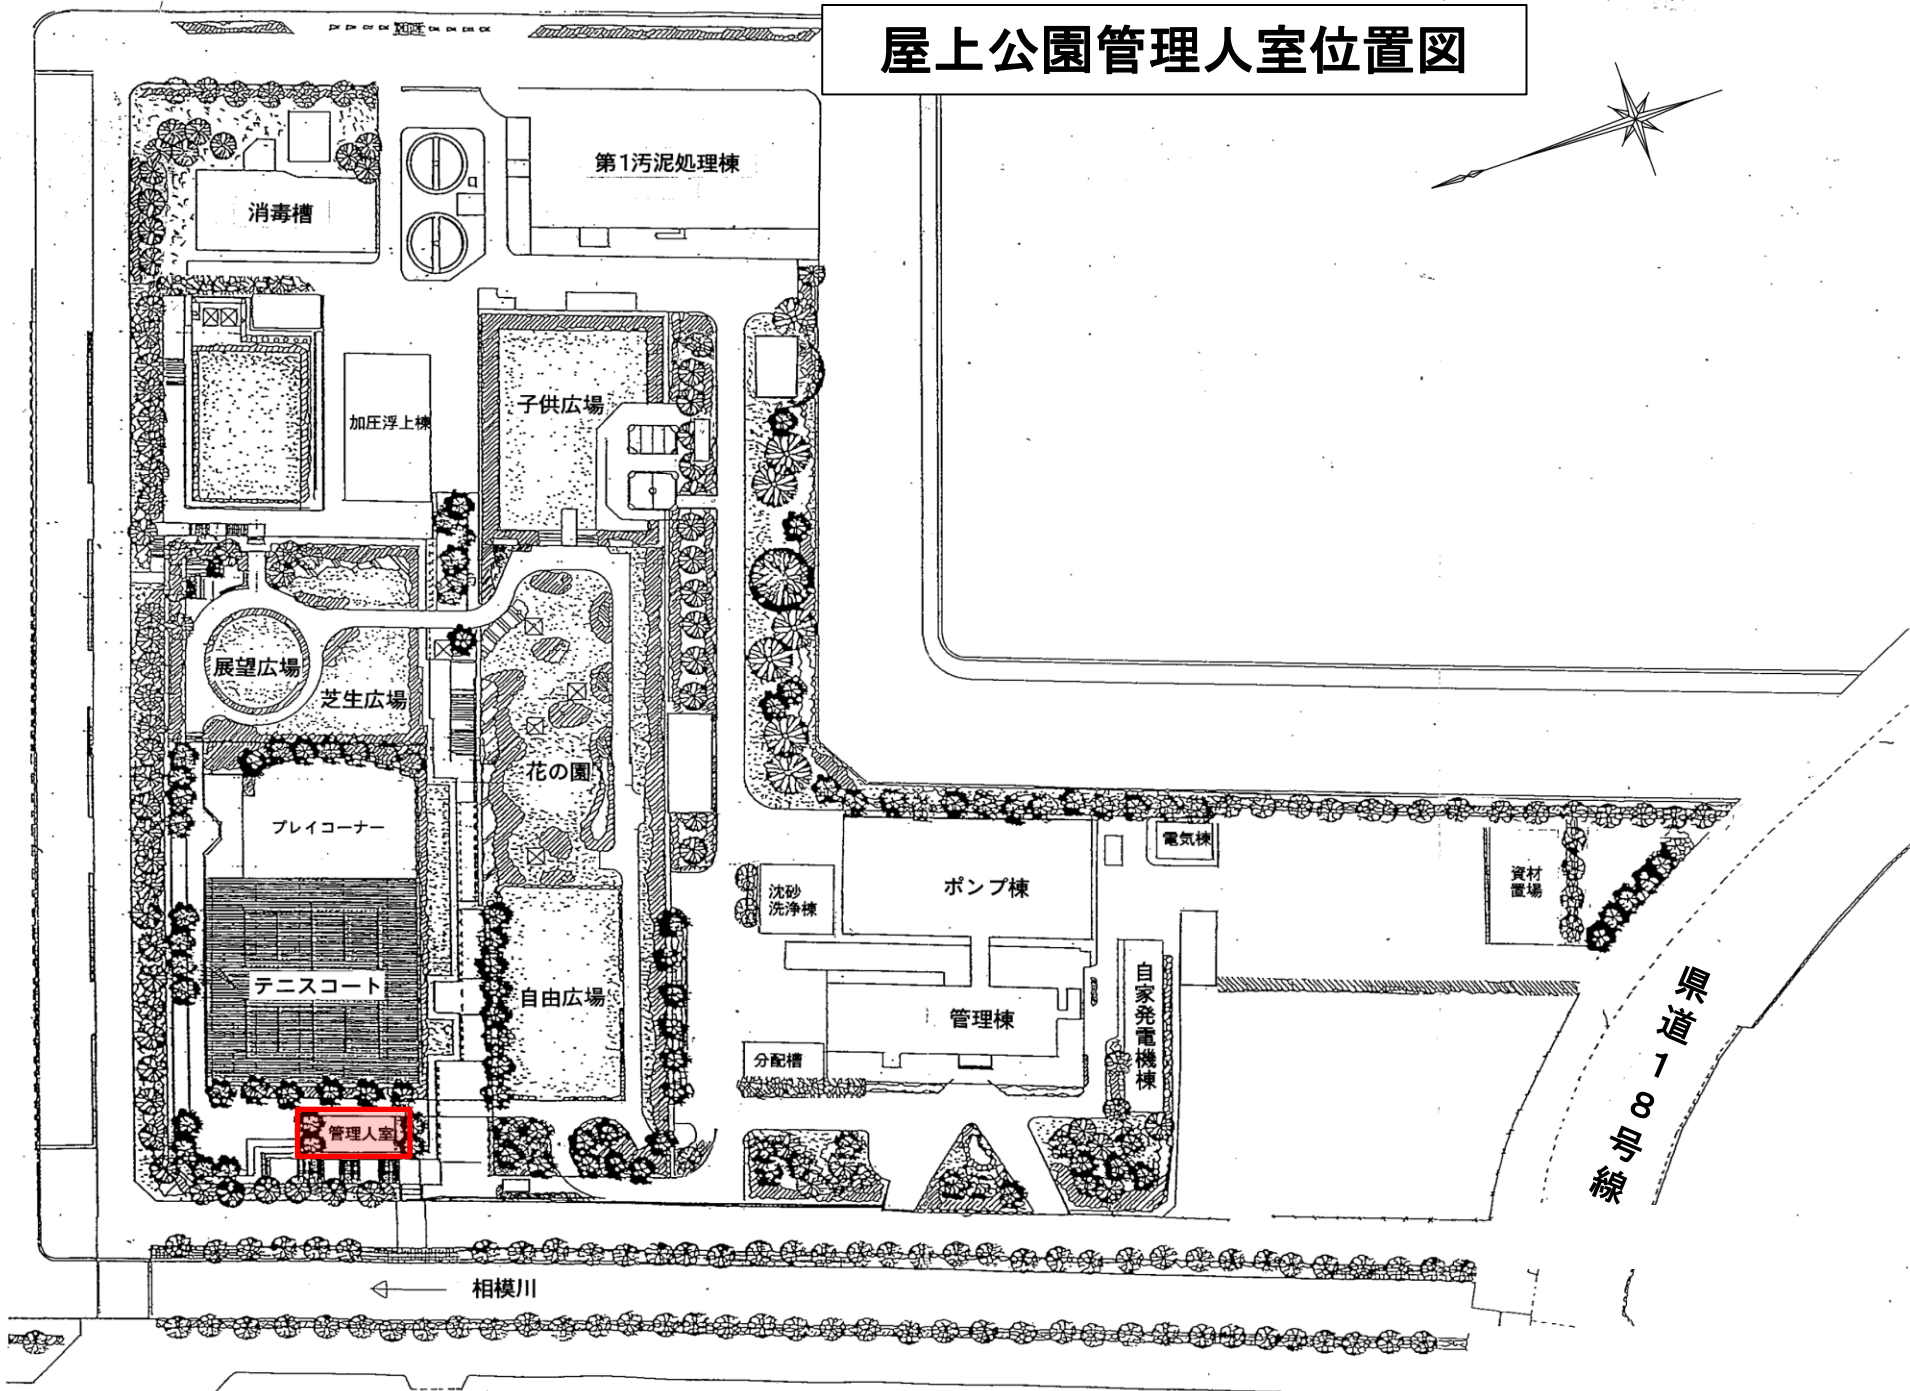 屋上公園管理人室位置図
第1汚泥処理棟
消毒槽
子供広場
加圧浮上棟
展望広場
芝生広場
花の園
プレイコーナー
電気棟
ポンプ棟
沈砂
洗浄棟
資材
置場
テニスコート
自由広場
管理棟
自家発電機棟
分配槽
県道18号線
管理人室
相模川